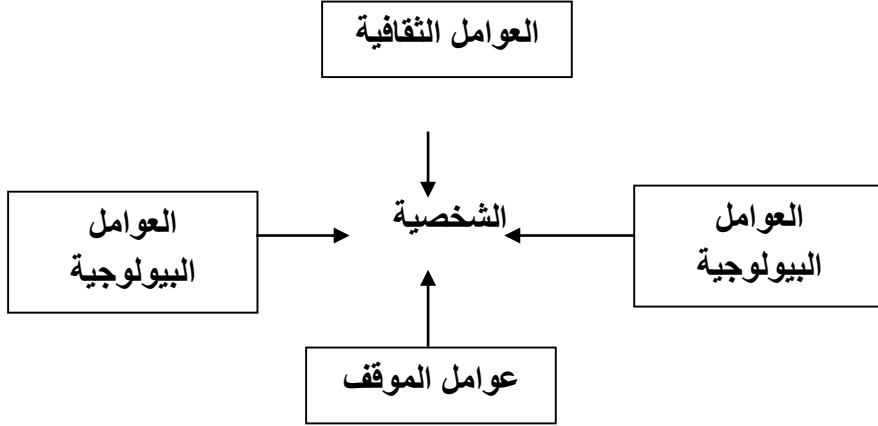 العوامل الثقافية
الشخصية
العوامل
البيولوجية
العوامل
البيولوجية
عوامل الموقف